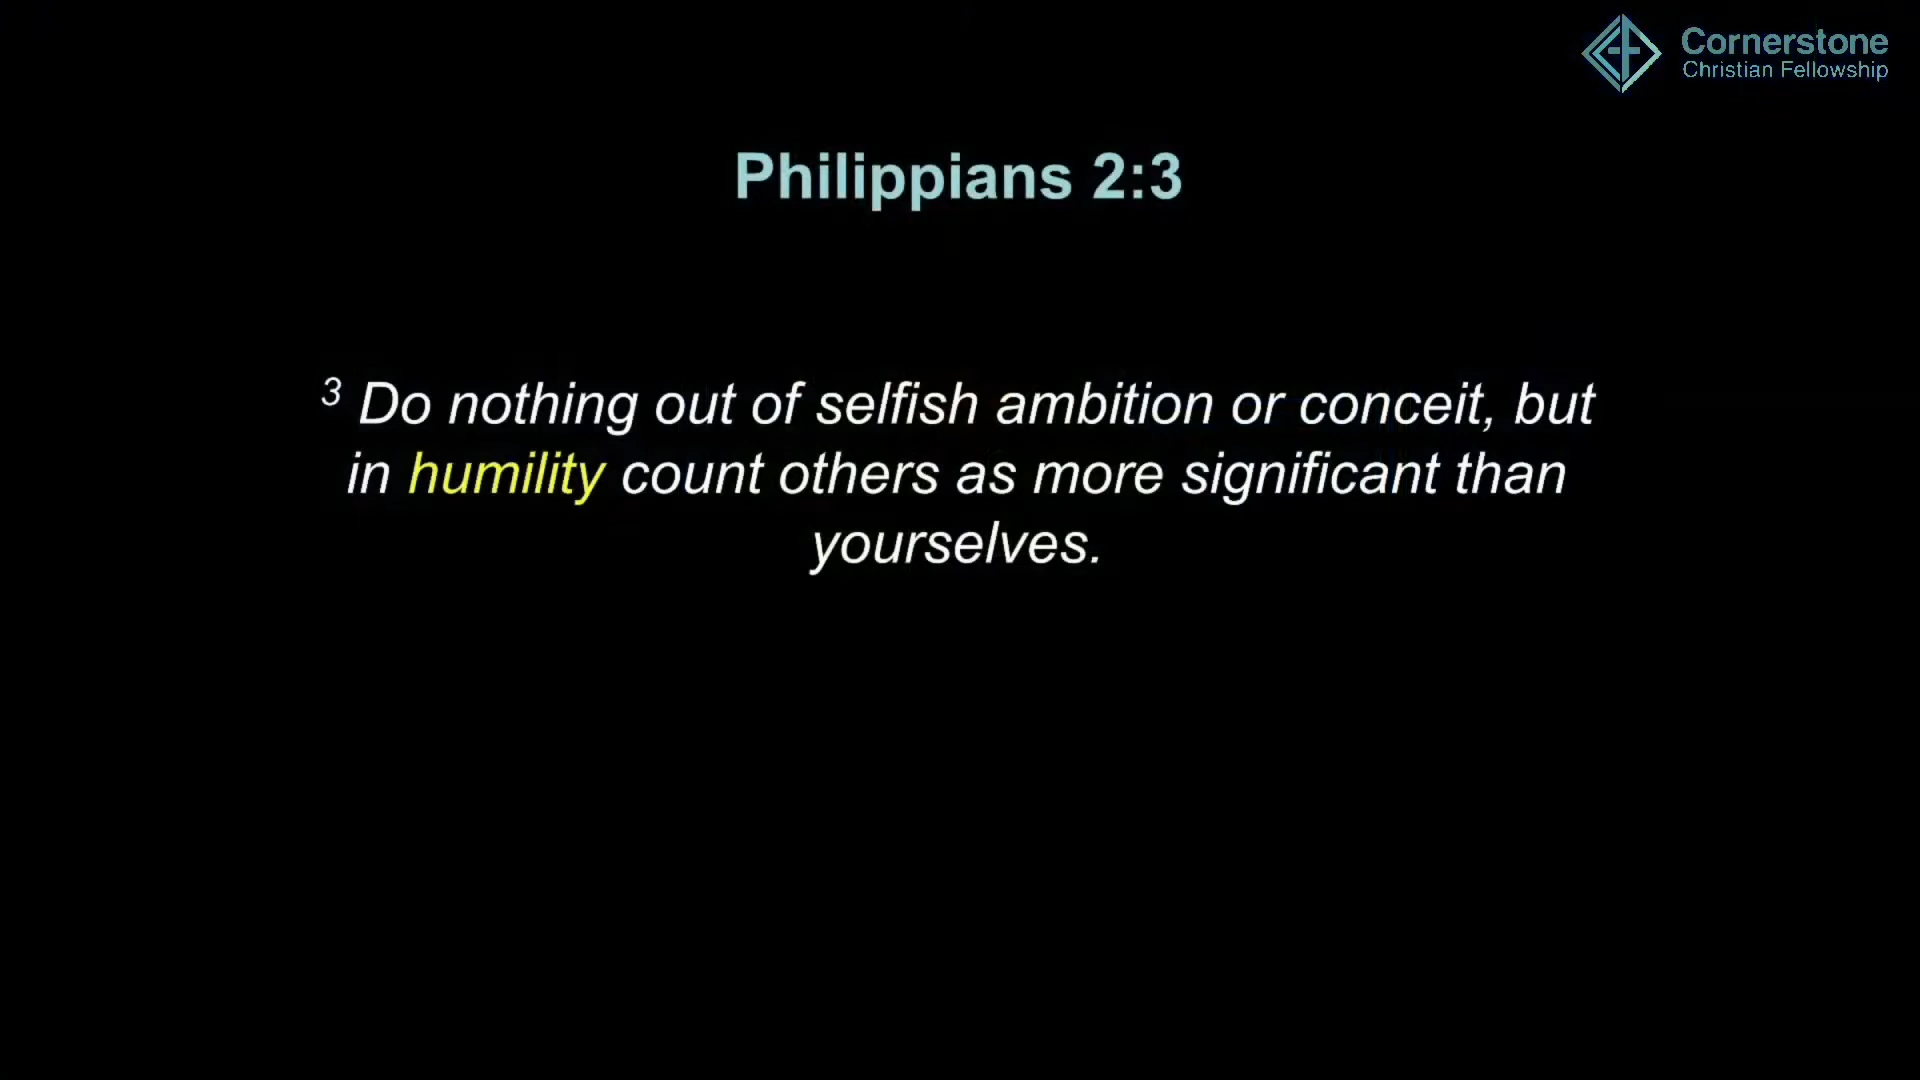 Cornerstone
Christian Fellowship
Philippians 2:3
3 Do nothing out of selfish ambition or conceit, but
in humility count others as more significant than
yourselves.